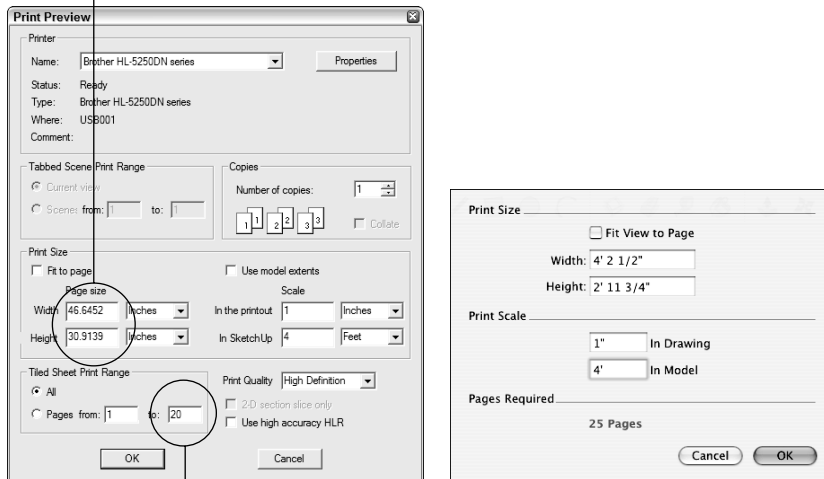 Print Preview
Printer
Name: Brother HL-5250DN series Properties
Status: Ready
Type: Brother HL-5250DN series
Where: USB001
Comment:
Tabbed Scene Print Range
Current view
Scenes from: 1 to: 1
Copies
Number of copies: 1
1 1 2 2 3 3 Collate
Print Size
Fit to page Use model extents
Page size Scale
Width 46.6452 Inches In the printout 1 Inches
Height 30.9139 Inches In SketchUp 4 Feet
Tiled Sheet Print Range
All
Pages from: 1 to: 20
Print Quality High Definition
2-D section slice only
Use high accuracy HLR
OK Cancel
Print Size
Fit View to Page
Width: 4' 2 1/2"
Height: 2' 11 3/4"
Print Scale
1" In Drawing
4' In Model
Pages Required
25 Pages
Cancel OK